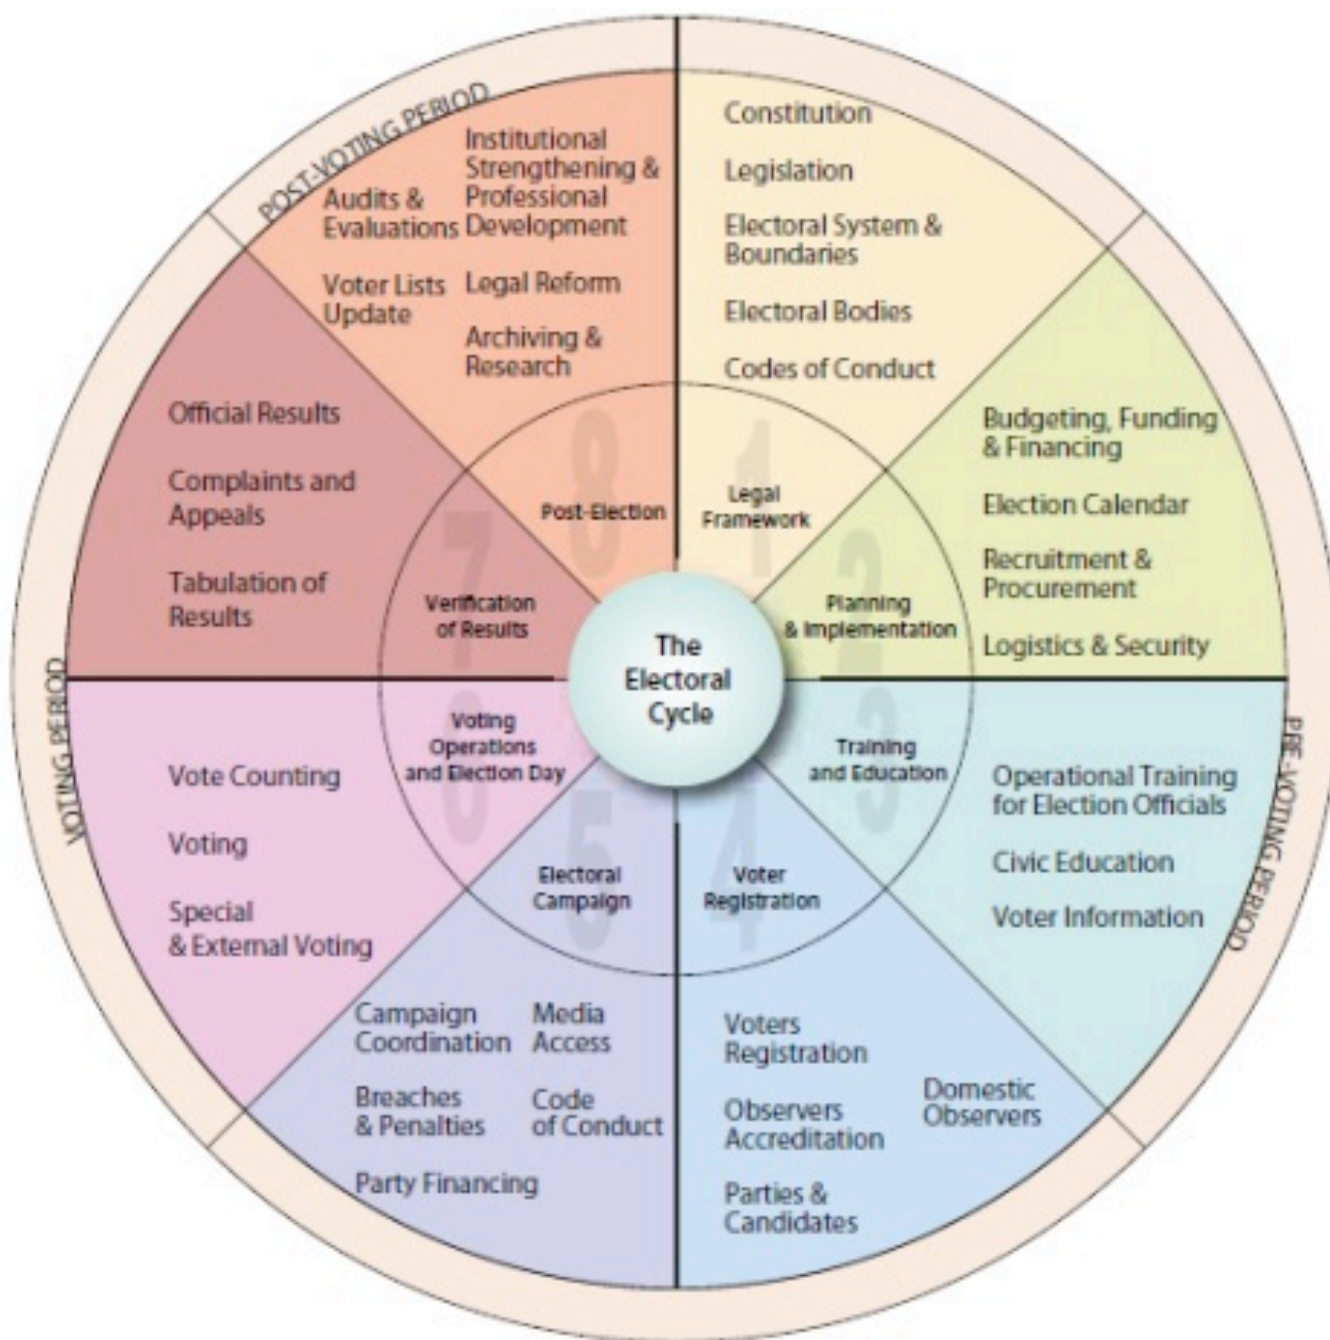 The
Electoral
Cycle
POST-VOTING PERIOD
PRE-VOTING PERIOD
VOTING PERIOD
1
Legal
Framework
Constitution
Legislation
Electoral System &
Boundaries
Electoral Bodies
Codes of Conduct
2
Planning
& Implementation
Budgeting, Funding
& Financing
Election Calendar
Recruitment &
Procurement
Logistics & Security
3
Training
and Education
Operational Training
for Election Officials
Civic Education
Voter Information
4
Voter
Registration
Voters
Registration
Observers
Accreditation
Domestic
Observers
Parties &
Candidates
5
Electoral
Campaign
Campaign
Coordination
Media
Access
Breaches
& Penalties
Code
of Conduct
Party Financing
6
Voting
Operations
and Election Day
Vote Counting
Voting
Special
& External Voting
7
Verification
of Results
Official Results
Complaints and
Appeals
Tabulation of
Results
8
Post-Election
Audits &
Evaluations
Institutional
Strengthening &
Professional
Development
Voter Lists
Update
Legal Reform
Archiving &
Research